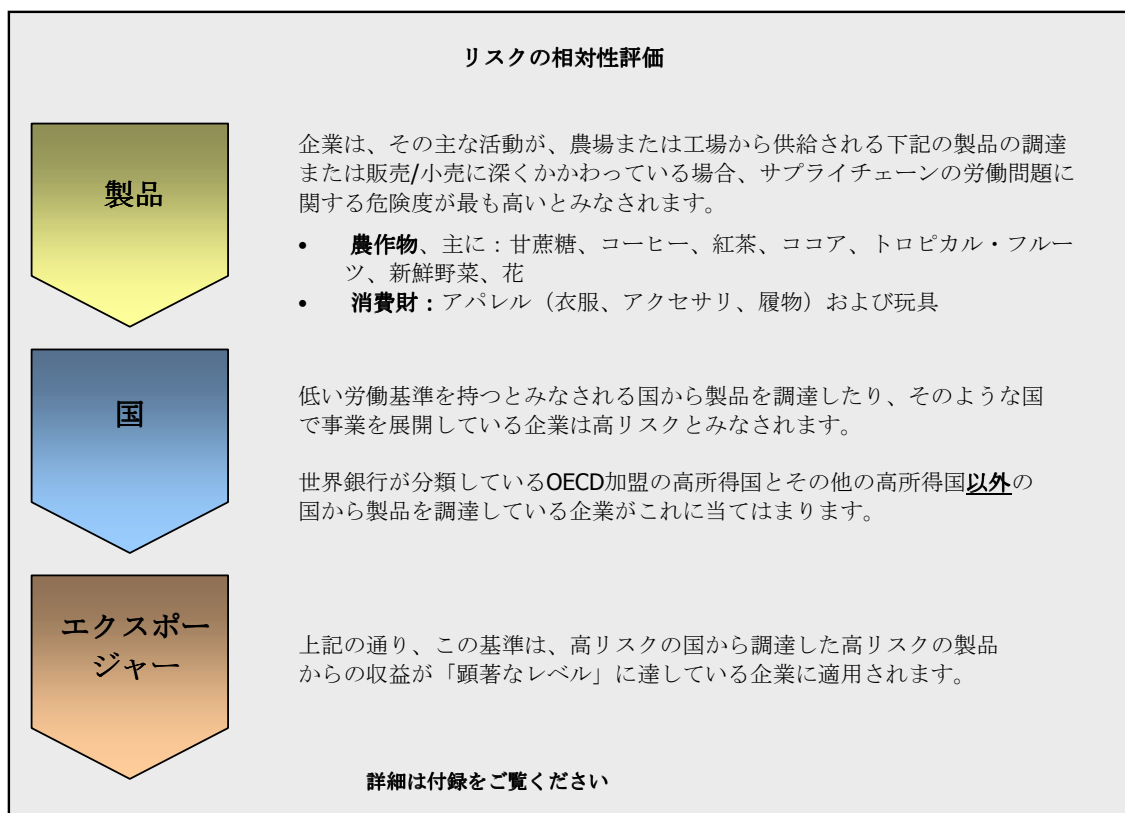 リスクの相対性評価
製品
企業は、その主な活動が、農場または工場から供給される下記の製品の調達
または販売/小売に深くかかわっている場合、サプライチェーンの労働問題に
関する危険度が最も高いとみなされます。
• 農作物、主に：甘蔗糖、コーヒー、紅茶、ココア、トロピカル・フルー
ツ、新鮮野菜、花
• 消費財：アパレル（衣服、アクセサリ、履物）および玩具
国
低い労働基準を持つとみなされる国から製品を調達したり、そのような国
で事業を展開している企業は高リスクとみなされます。
世界銀行が分類しているOECD加盟の高所得国とその他の高所得国以外の
国から製品を調達している企業がこれに当てはまります。
エクスポー
ジャー
上記の通り、この基準は、高リスクの国から調達した高リスクの製品
からの収益が「顕著なレベル」に達している企業に適用されます。
詳細は付録をご覧ください